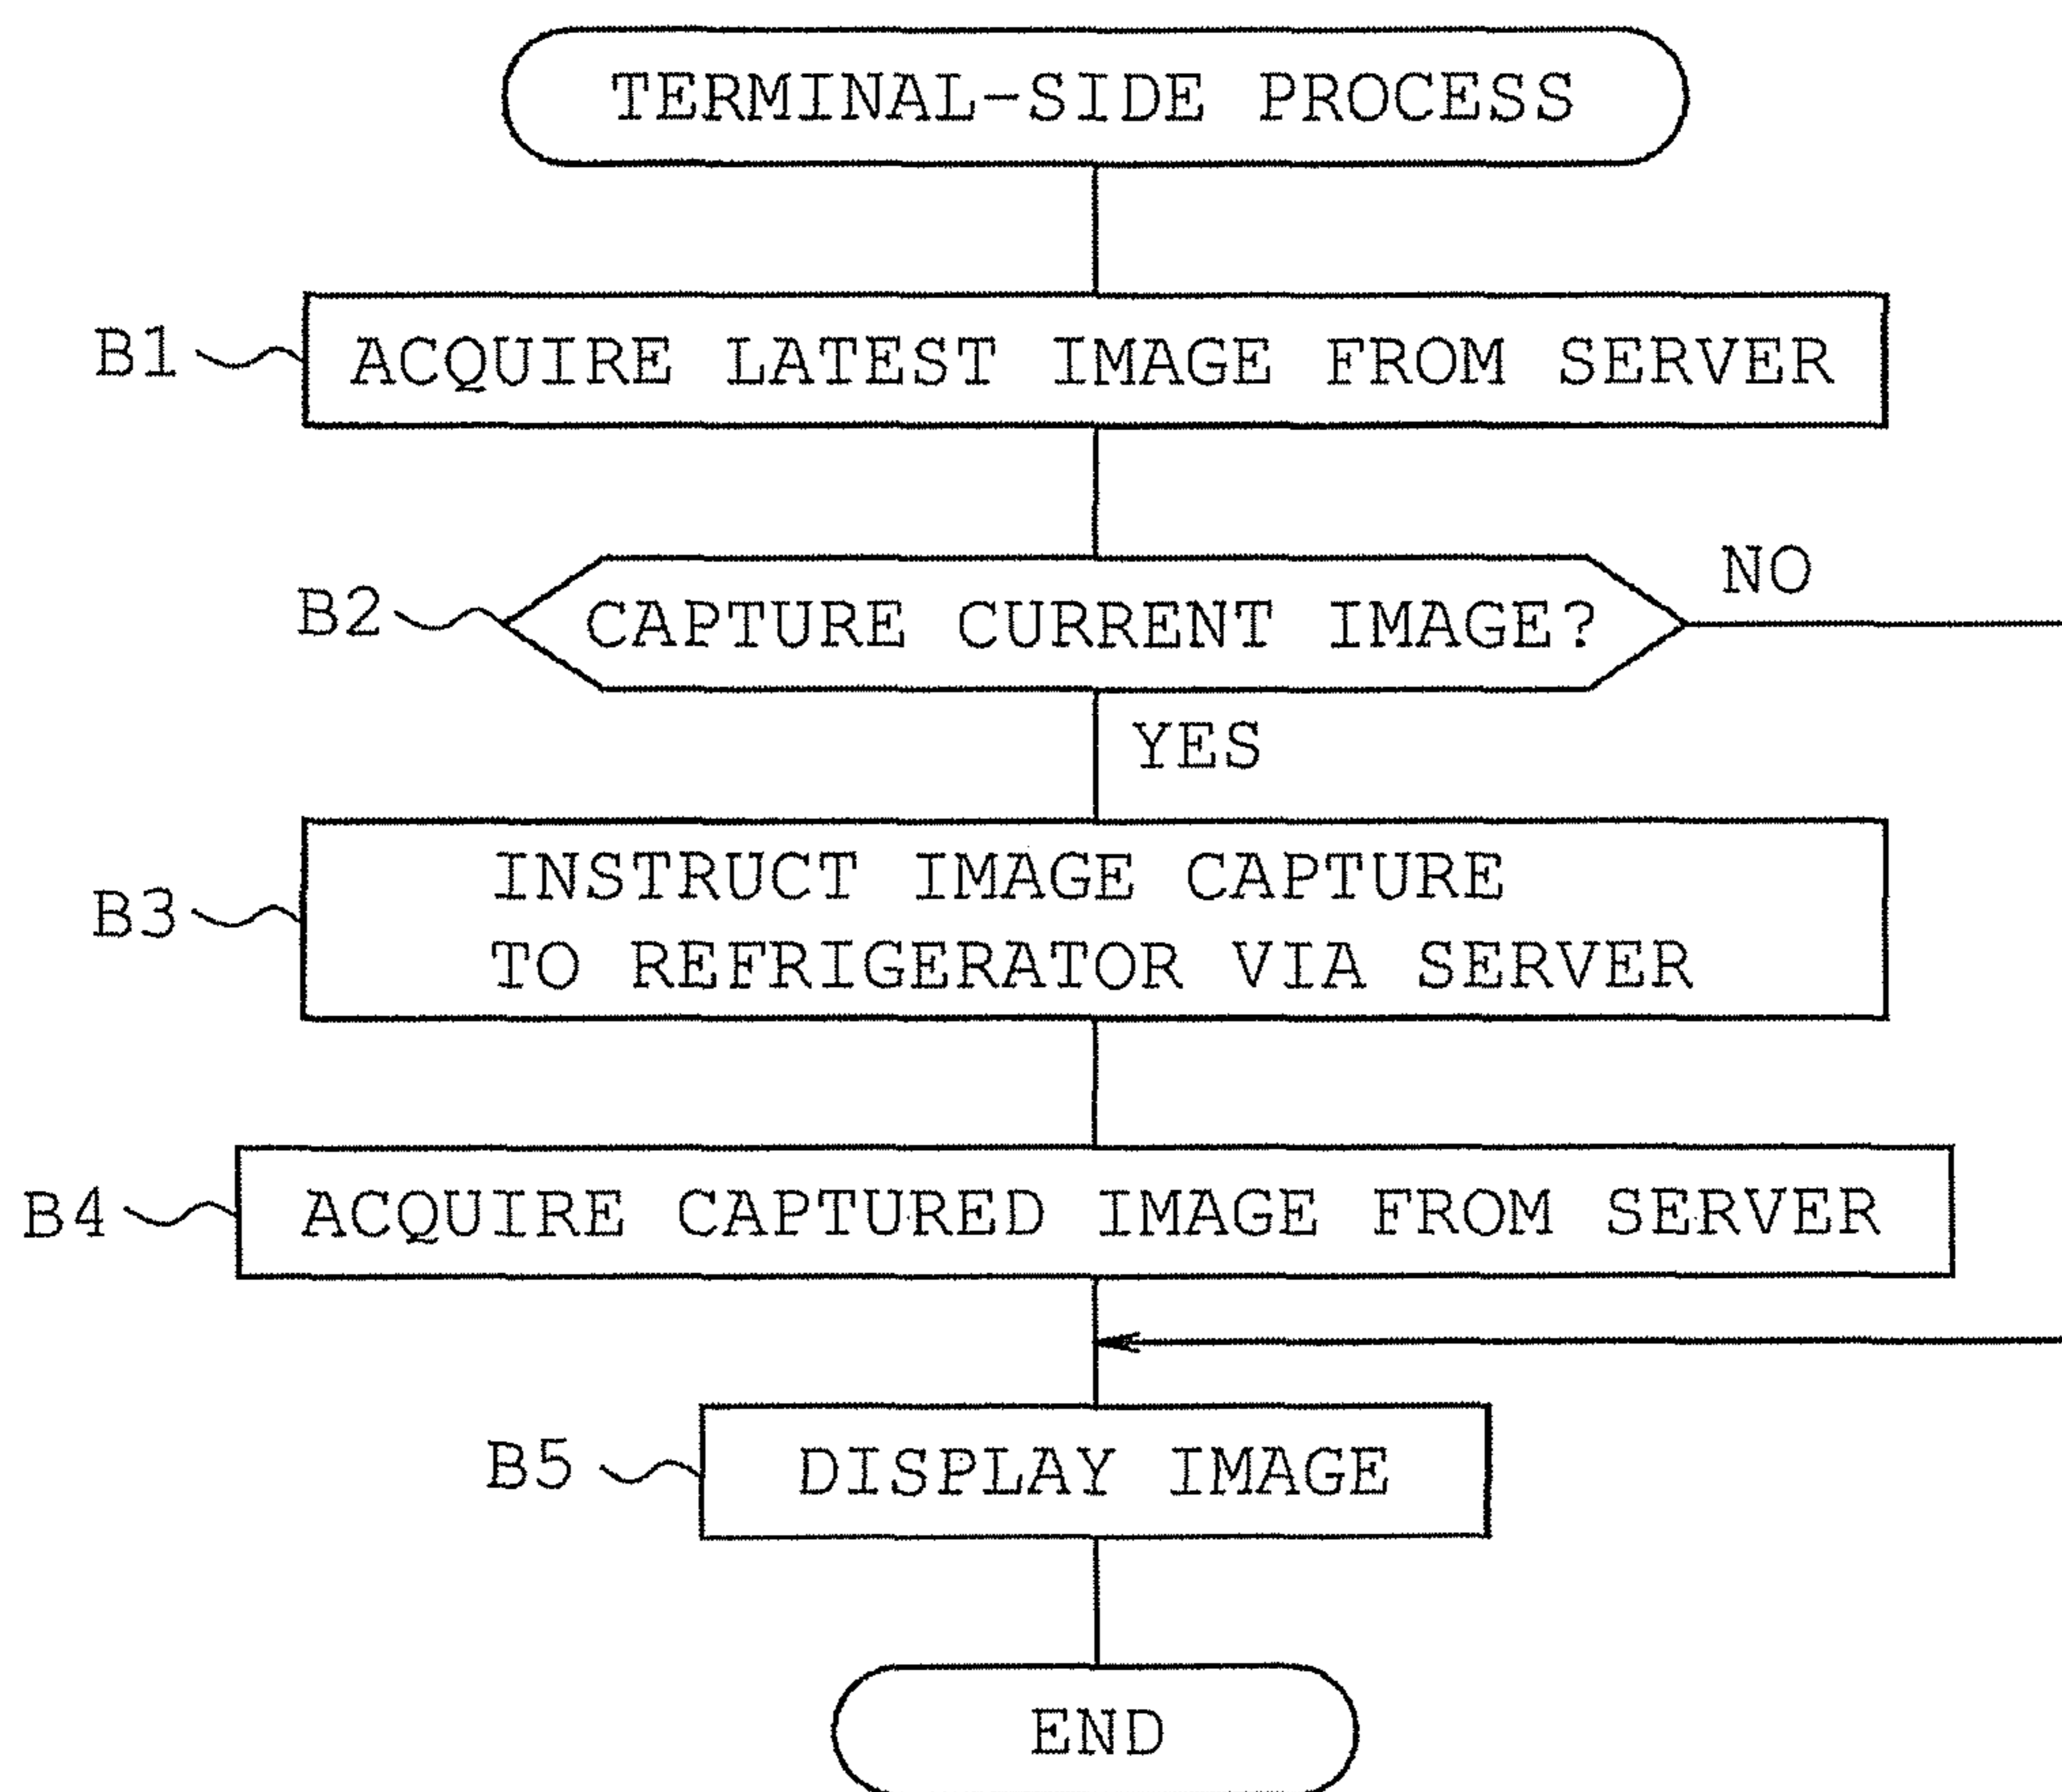 TERMINAL-SIDE PROCESS
B1
ACQUIRE LATEST IMAGE FROM SERVER
B2
CAPTURE CURRENT IMAGE?
NO
YES
B3
INSTRUCT IMAGE CAPTURE
TO REFRIGERATOR VIA SERVER
B4
ACQUIRE CAPTURED IMAGE FROM SERVER
B5
DISPLAY IMAGE
END